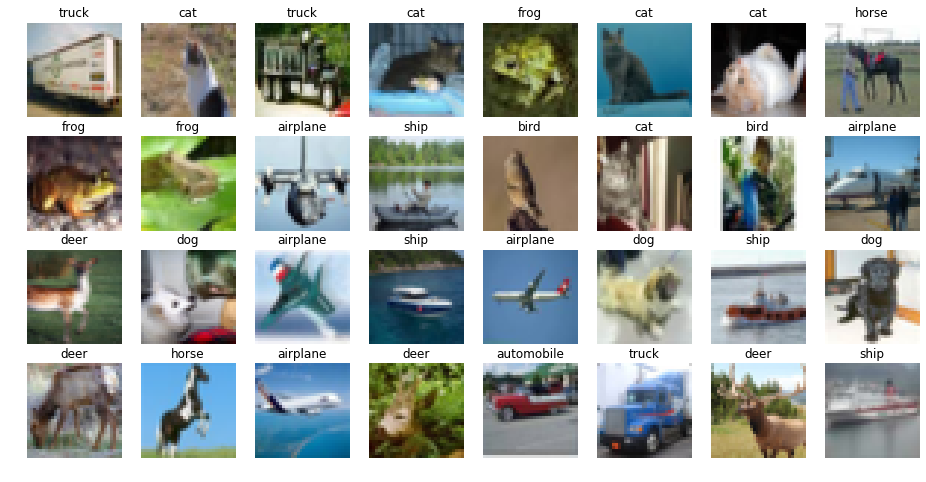 truck cat truck cat frog cat cat horse
frog frog airplane ship bird cat bird airplane
deer dog airplane ship airplane dog ship dog
deer horse airplane deer automobile truck deer ship